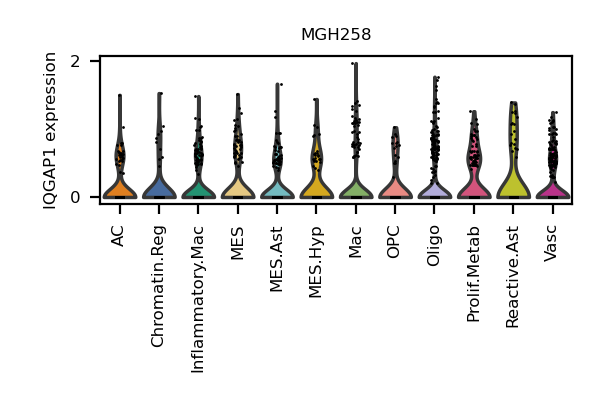 MGH258
IQGAP1 expression
2
0
AC
Chromatin.Reg
Inflammatory.Mac
MES
MES.Ast
MES.Hyp
Mac
OPC
Oligo
Prolif.Metab
Reactive.Ast
Vasc